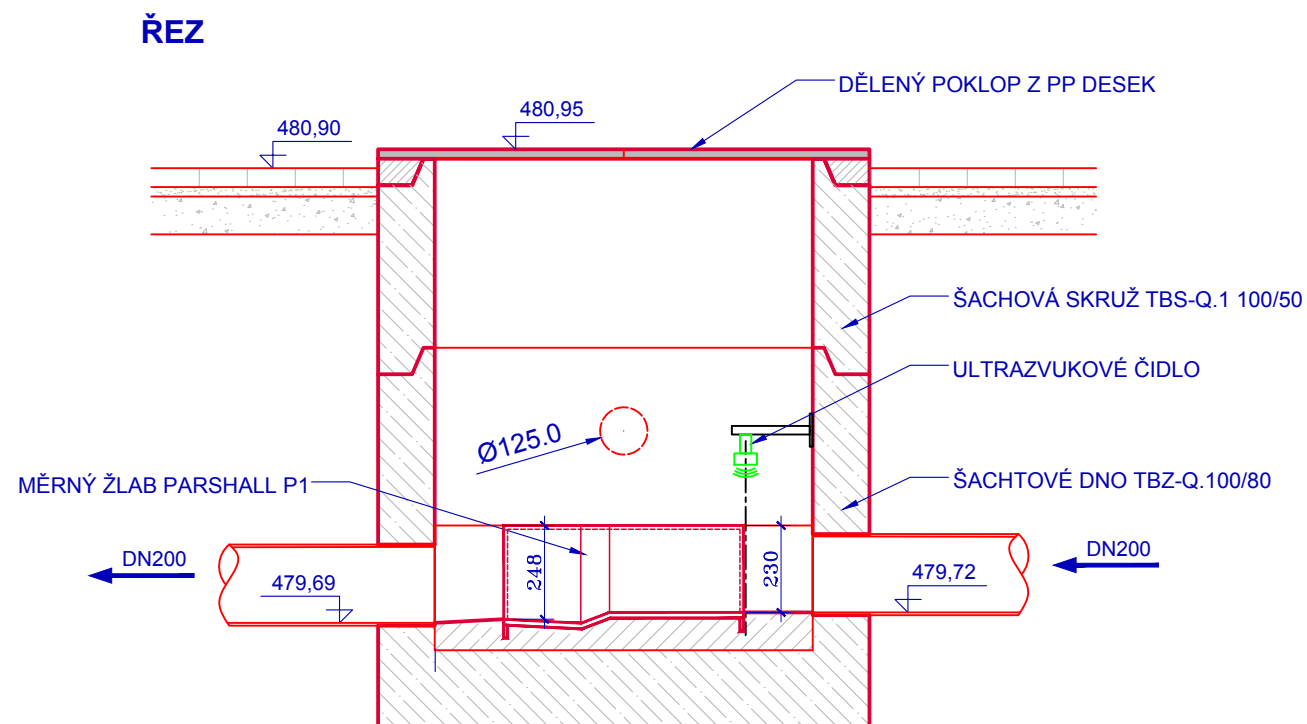 ŘEZ
DĚLENÝ POKLOP Z PP DESEK
480,95
480,90
ŠACHOVÁ SKRUŽ TBS-Q.1 100/50
ULTRAZVUKOVÉ ČIDLO
Ø125.0
MĚRNÝ ŽLAB PARSHALL P1
ŠACHTOVÉ DNO TBZ-Q.100/80
DN200
248
230
DN200
479,69
479,72